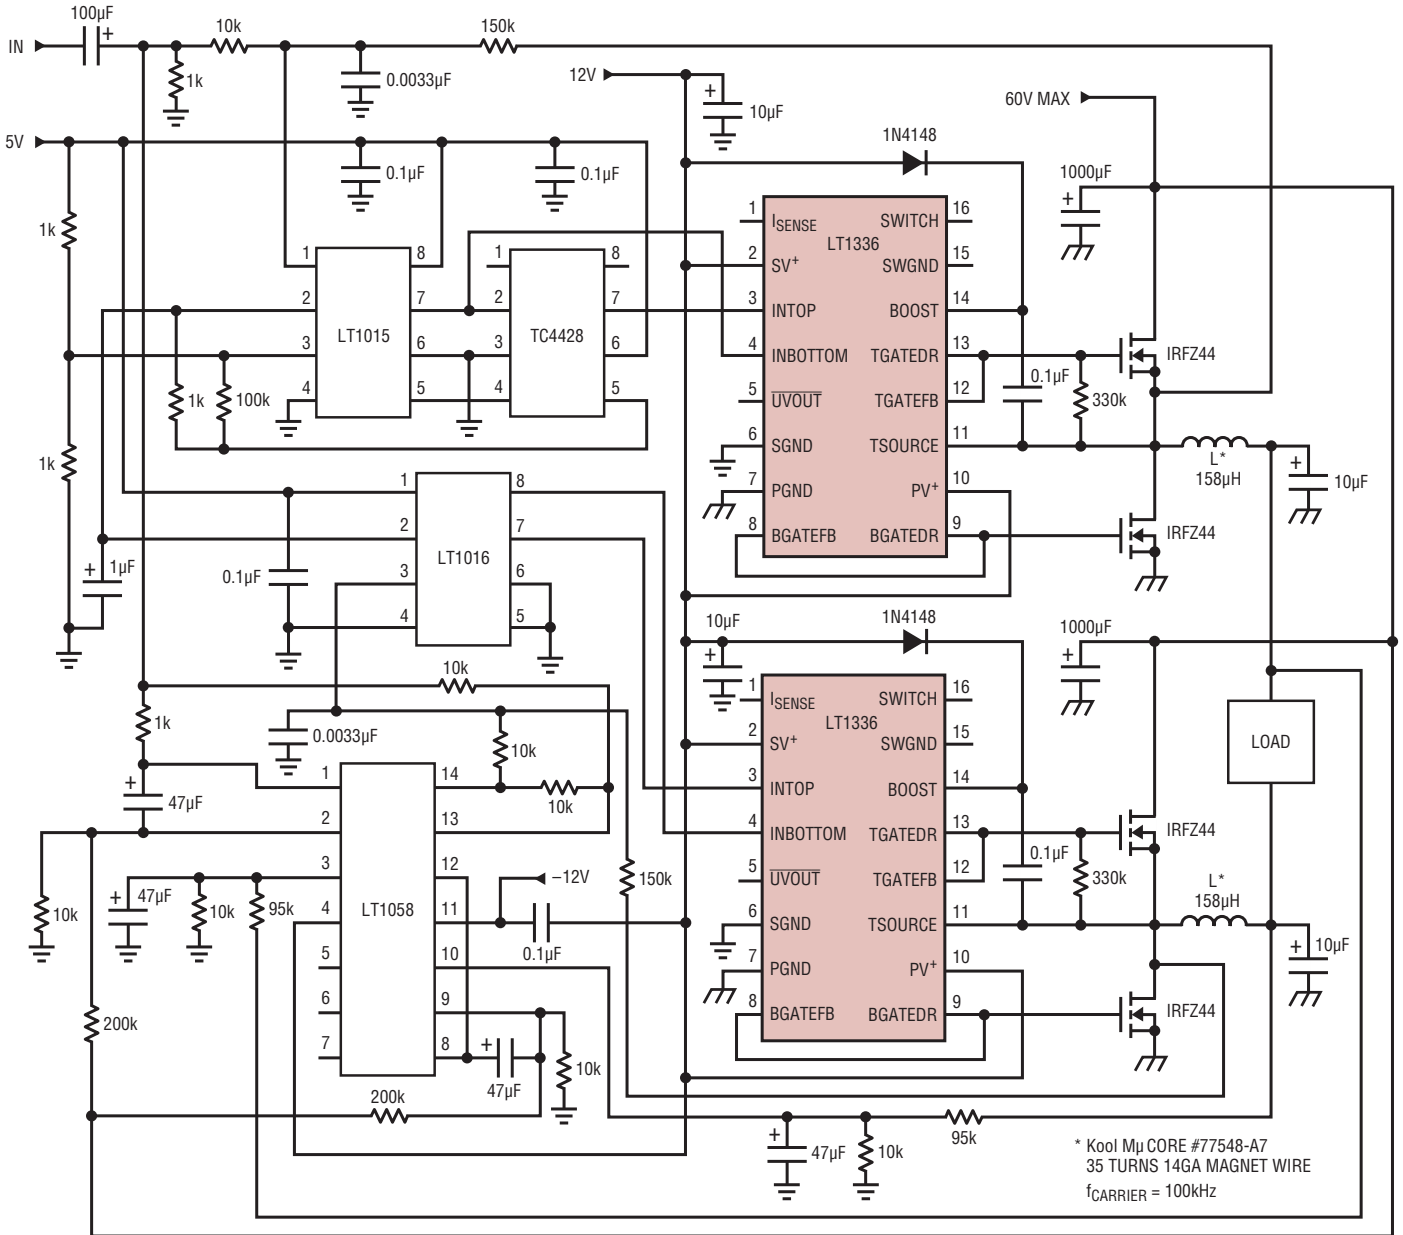 100µF
+
10k
150k
IN
1k
0.0033µF
12V
+
10µF
60V MAX
5V
1N4148
0.1µF
0.1µF
1000µF
+
1 ISENSE SWITCH 16
LT1336
2 SV+ SWGND 15
3 INTOP BOOST 14
4 INBOTTOM TGATEDR 13
5 UVOUT TGATEFB 12
6 SGND TSOURCE 11
7 PGND PV+ 10
8 BGATEFB BGATEDR 9
1k
1 8
2 7
3 6
4 5
LT1015
1 8
2 7
3 6
4 5
TC4428
IRFZ44
0.1µF
330k
1k
100k
1k
L*
158µH
+
10µF
IRFZ44
1 8
2 7
3 6
4 5
LT1016
+
1µF
0.1µF
10µF
+
1N4148
1000µF
+
10k
1k
0.0033µF
10k
10k
+
47µF
1 ISENSE SWITCH 16
LT1336
2 SV+ SWGND 15
3 INTOP BOOST 14
4 INBOTTOM TGATEDR 13
5 UVOUT TGATEFB 12
6 SGND TSOURCE 11
7 PGND PV+ 10
8 BGATEFB BGATEDR 9
LOAD
1 14
2 13
3 12
4 11
5 10
6 9
7 8
LT1058
10k
+
47µF
10k
95k
–12V
0.1µF
150k
IRFZ44
0.1µF
330k
L*
158µH
+
10µF
IRFZ44
200k
+
47µF
10k
200k
+
47µF
10k
95k
* Kool Mµ CORE #77548-A7
35 TURNS 14GA MAGNET WIRE
fCARRIER = 100kHz